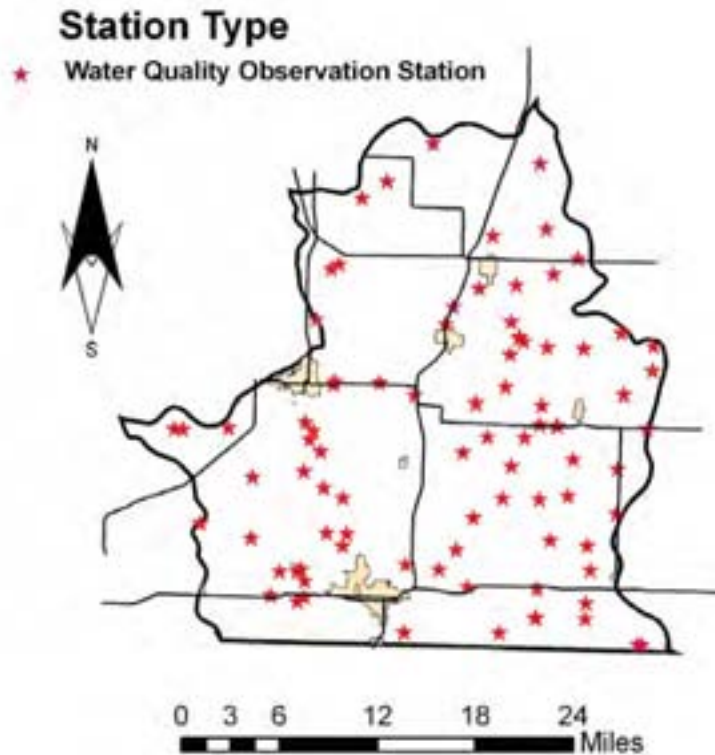 Station Type
Water Quality Observation Station
N
S
0 3 6 12 18 24
Miles